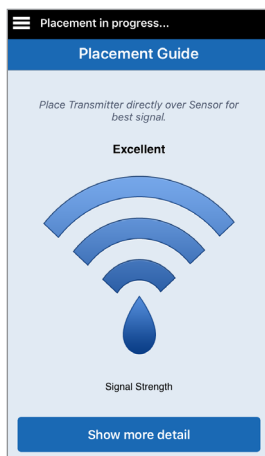 Placement in progress...
Placement Guide
Place Transmitter directly over Sensor for
best signal.
Excellent
Signal Strength
Show more detail